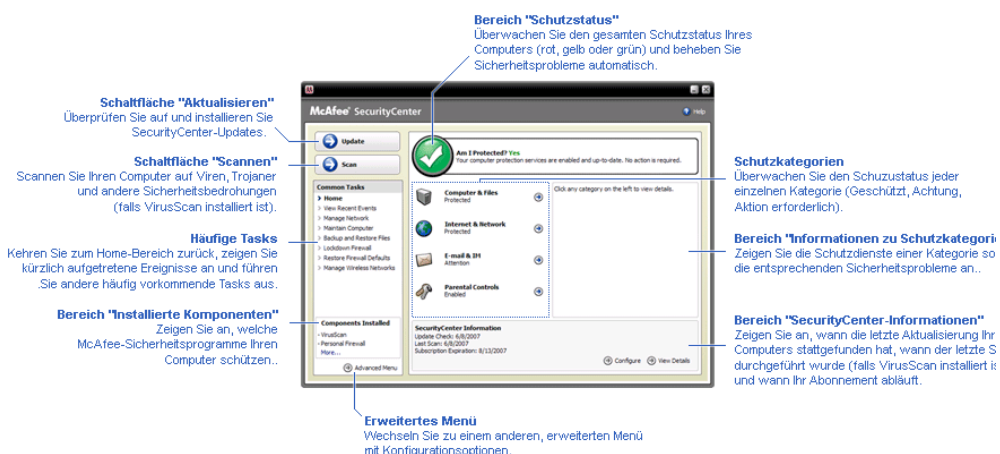 Bereich "Schutzstatus"
Überwachen Sie den gesamten Schutzstatus Ihres
Computers (rot, gelb oder grün) und beheben Sie
Sicherheitsprobleme automatisch.
Schaltfläche "Aktualisieren"
Überprüfen Sie auf und installieren Sie
SecurityCenter-Updates.
Schaltfläche "Scannen"
Scannen Sie Ihren Computer auf Viren, Trojaner
und andere Sicherheitsbedrohungen
(falls VirusScan installiert ist).
Häufige Tasks
Kehren Sie zum Home-Bereich zurück, zeigen Sie
kürzlich aufgetretene Ereignisse an und führen
.Sie andere häufig vorkommende Tasks aus.
Bereich "Installierte Komponenten"
Zeigen Sie an, welche
McAfee-Sicherheitsprogramme Ihren
Computer schützen..
McAfee® SecurityCenter
Help
Update
Scan
Common Tasks
> Home
> View Recent Events
> Manage Network
> Maintain Computer
> Backup and Restore Files
> Lockdown Firewall
> Restore Firewall Defaults
> Manage Wireless Networks
Components Installed
-VirusScan
-Personal Firewall
More...
Advanced Menu
Am I Protected? Yes
Your computer protection services are enabled and up-to-date. No action is required.
Computer & Files
Protected
Internet & Network
Protected
E-mail & IM
Attention
Parental Controls
Enabled
Click any category on the left to view details.
SecurityCenter Information
Update Check: 6/8/2007
Last Scan: 6/8/2007
Subscription Expiration: 8/13/2007
Configure
View Details
Schutzkategorien
Überwachen Sie den Schuzustatus jeder
einzelnen Kategorie (Geschützt, Achtung,
Aktion erforderlich).
Bereich "Informationen zu Schutzkategorie
Zeigen Sie die Schutzdienste einer Kategorie so
die entsprechenden Sicherheitsprobleme an..
Bereich "SecurityCenter-Informationen"
Zeigen Sie an, wann die letzte Aktualisierung Ihr
Computers stattgefunden hat, wann der letzte S
durchgeführt wurde (falls VirusScan installiert is
und wann Ihr Abonnement abläuft.
Erweitertes Menü
Wechseln Sie zu einem anderen, erweiterten Menü
mit Konfigurationsoptionen.